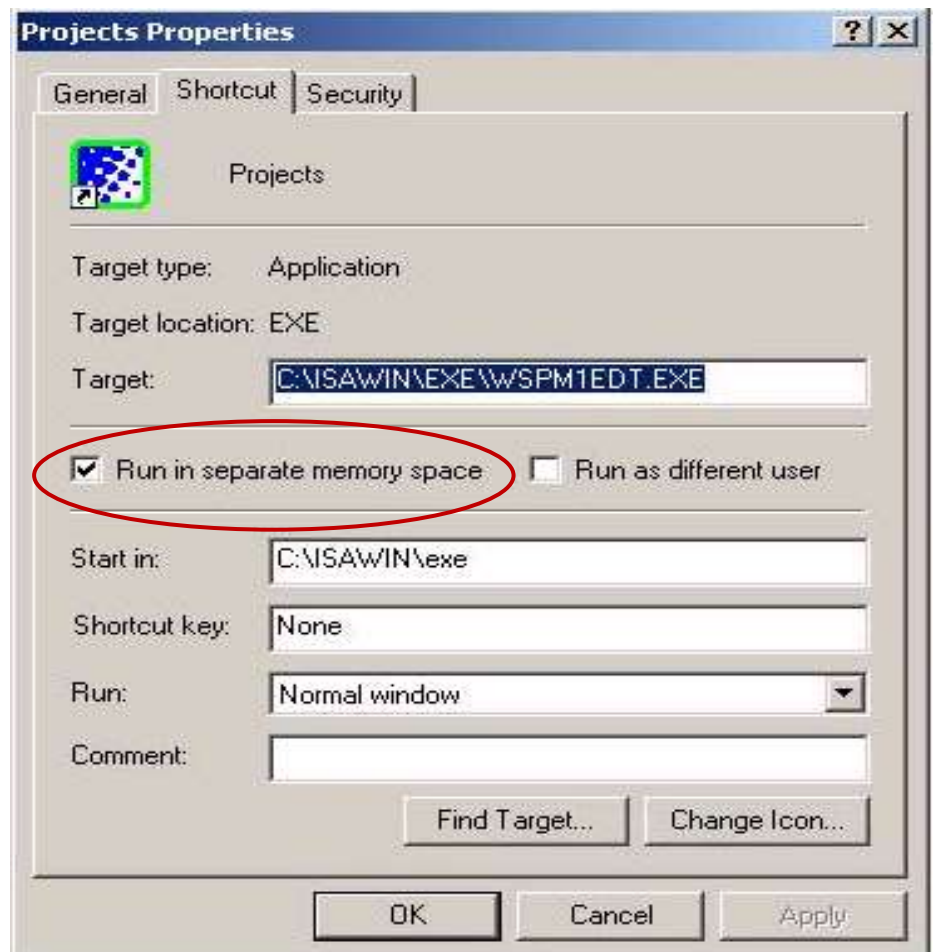 Projects Properties
General Shortcut Security
Projects
Target type: Application
Target location: EXE
Target: C:\ISAWIN\EXE\WSPM1EDT.EXE
Run in separate memory space Run as different user
Start in: C:\ISAWIN\exe
Shortcut key: None
Run: Normal window
Comment:
Find Target... Change Icon...
OK Cancel Apply